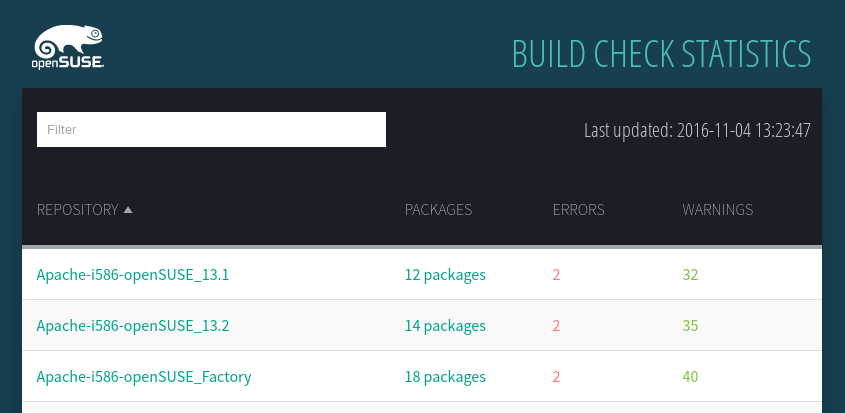 openSUSE.
BUILD CHECK STATISTICS
Filter
Last updated: 2016-11-04 13:23:47
REPOSITORY PACKAGES ERRORS WARNINGS
Apache-i586-openSUSE_13.1 12 packages 2 32
Apache-i586-openSUSE_13.2 14 packages 2 35
Apache-i586-openSUSE_Factory 18 packages 2 40